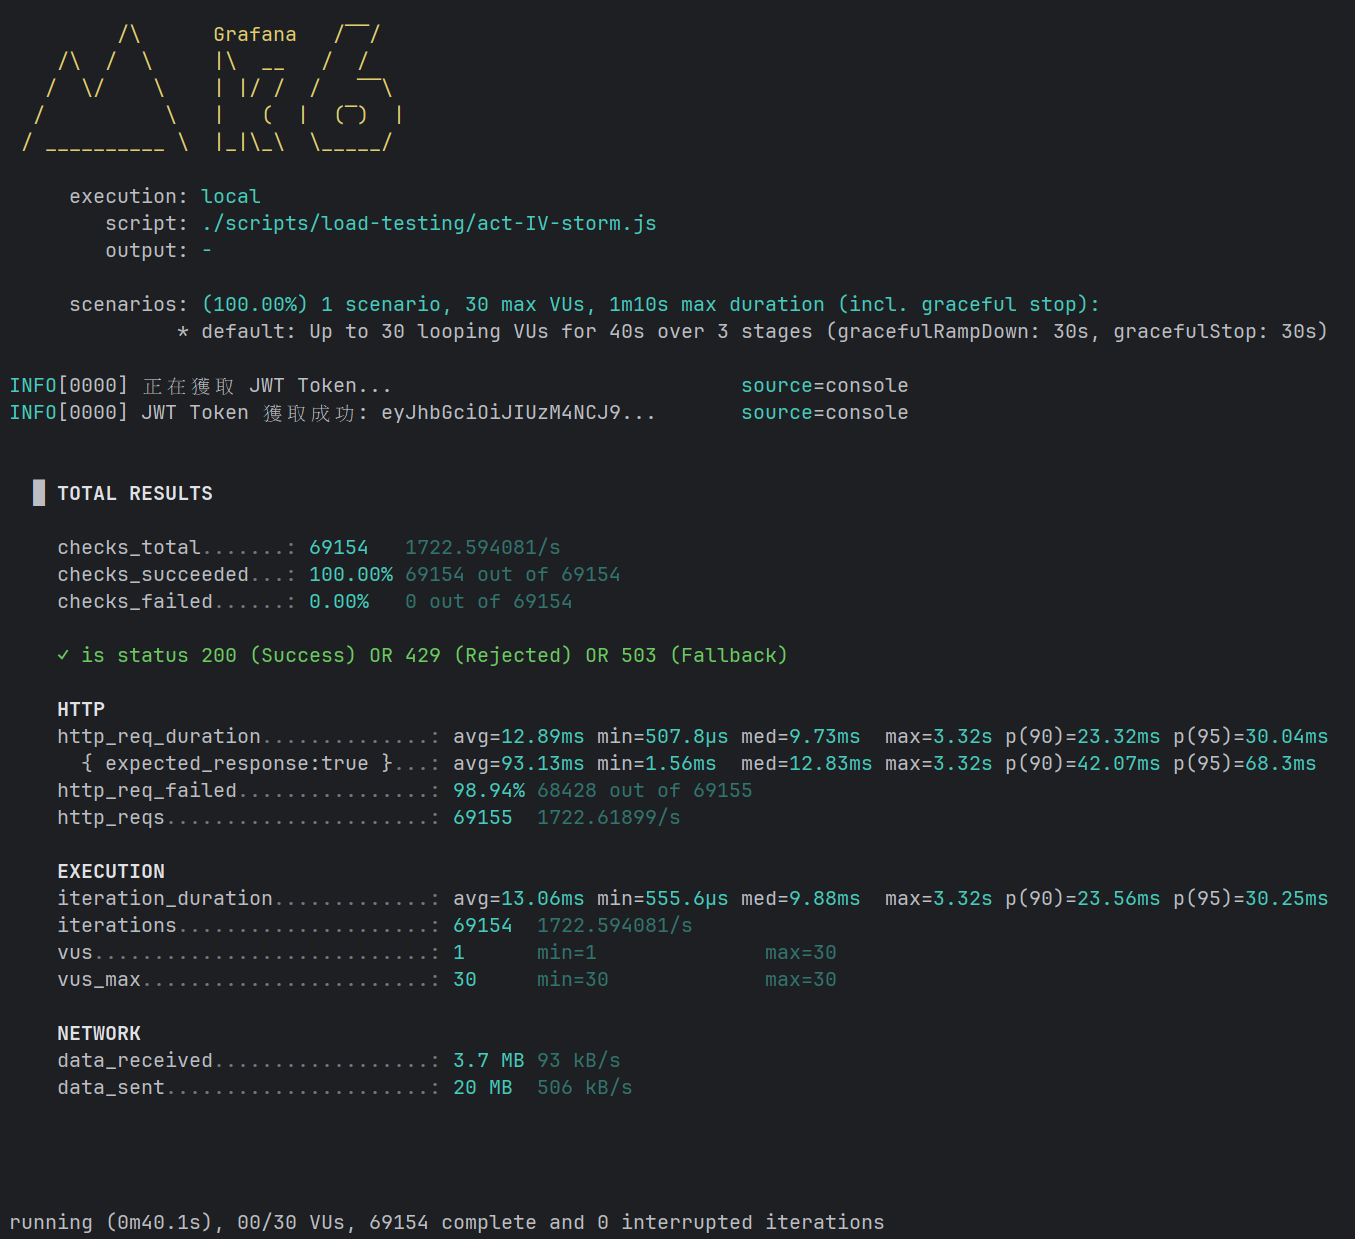 /\      Grafana   /‾‾/
/\  /  \     |\  __   /  /
/  \/    \    | |/ /  /   ‾‾\
/          \   |   (  |  (‾)  |
/ __________ \  |_|\_\  \_____/
execution: local
script: ./scripts/load-testing/act-IV-storm.js
output: -
scenarios: (100.00%) 1 scenario, 30 max VUs, 1m10s max duration (incl. graceful stop):
* default: Up to 30 looping VUs for 40s over 3 stages (gracefulRampDown: 30s, gracefulStop: 30s)
INFO[0000] 正在獲取 JWT Token...                             source=console
INFO[0000] JWT Token 獲取成功: eyJhbGciOiJIUzM4NCJ9...       source=console
█ TOTAL RESULTS
checks_total.......: 69154   1722.594081/s
checks_succeeded...: 100.00% 69154 out of 69154
checks_failed......: 0.00%   0 out of 69154
✓ is status 200 (Success) OR 429 (Rejected) OR 503 (Fallback)
HTTP
http_req_duration..............: avg=12.89ms min=507.8µs med=9.73ms  max=3.32s p(90)=23.32ms p(95)=30.04ms
{ expected_response:true }...: avg=93.13ms min=1.56ms  med=12.83ms max=3.32s p(90)=42.07ms p(95)=68.3ms
http_req_failed................: 98.94% 68428 out of 69155
http_reqs......................: 69155  1722.61899/s
EXECUTION
iteration_duration.............: avg=13.06ms min=555.6µs med=9.88ms  max=3.32s p(90)=23.56ms p(95)=30.25ms
iterations.....................: 69154  1722.594081/s
vus............................: 1      min=1              max=30
vus_max........................: 30     min=30             max=30
NETWORK
data_received..................: 3.7 MB 93 kB/s
data_sent......................: 20 MB  506 kB/s
running (0m40.1s), 00/30 VUs, 69154 complete and 0 interrupted iterations